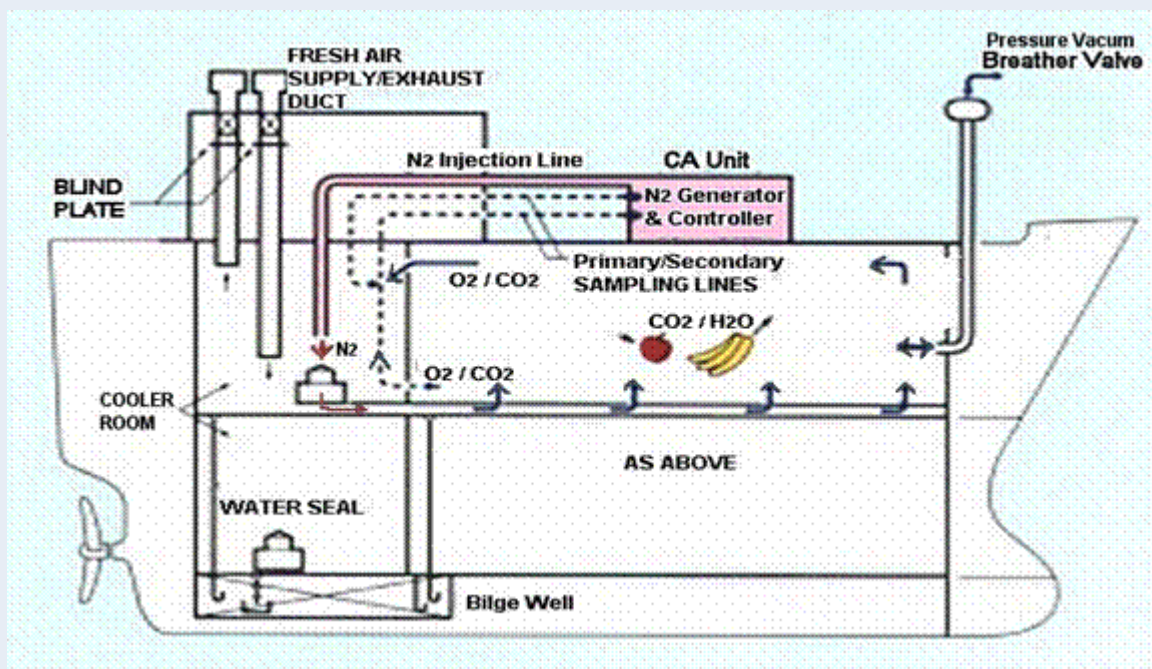 Pressure Vacum
Breather Valve
FRESH AIR
SUPPLY/EXHAUST
DUCT
N2 Injection Line
CA Unit
BLIND
PLATE
N2 Generator
& Controller
Primary/Secondary
SAMPLING LINES
O2 / CO2
CO2 / H2O
N2
O2 / CO2
COOLER
ROOM
AS ABOVE
WATER SEAL
Bilge Well